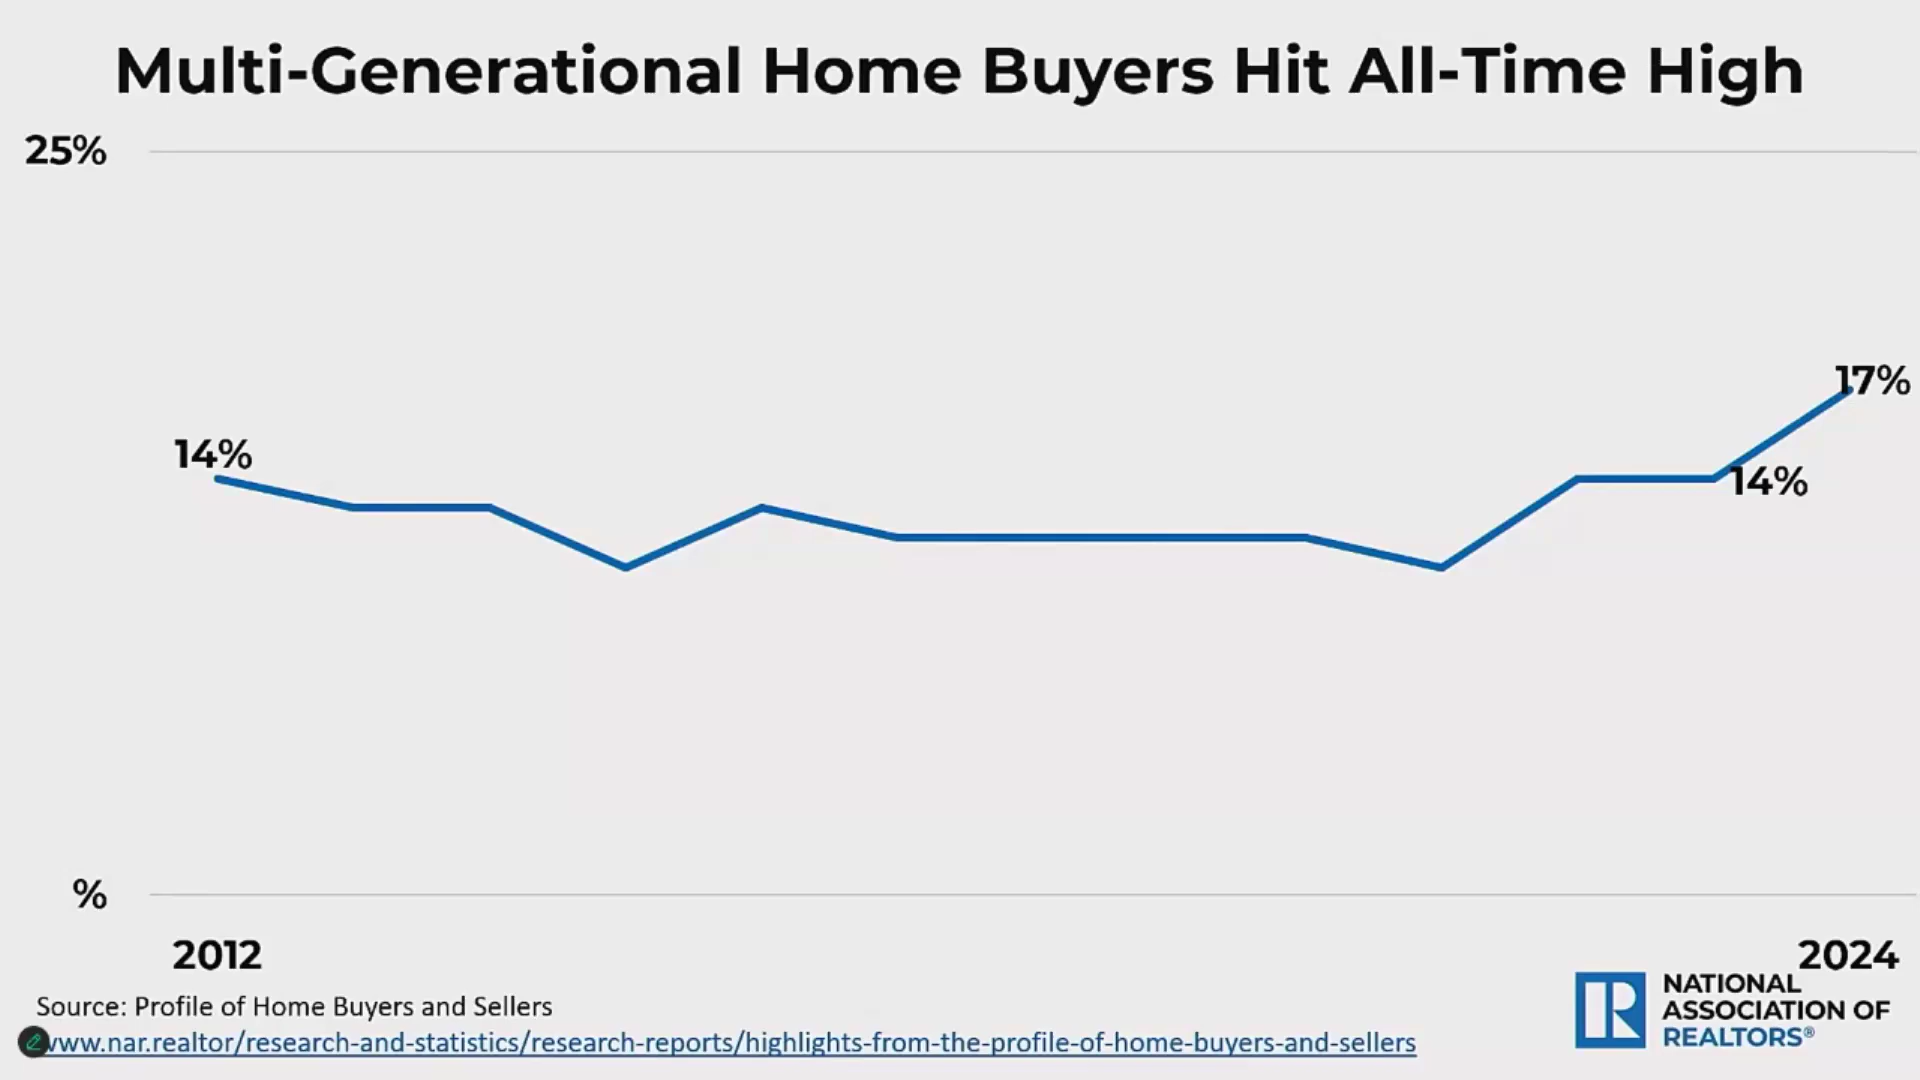 Multi-Generational Home Buyers Hit All-Time High
25%
17%
14%
14%
%
2012
2024
Source: Profile of Home Buyers and Sellers
www.nar.realtor/research-and-statistics/research-reports/highlights-from-the-profile-of-home-buyers-and-sellers
NATIONAL
ASSOCIATION OF
REALTORS®